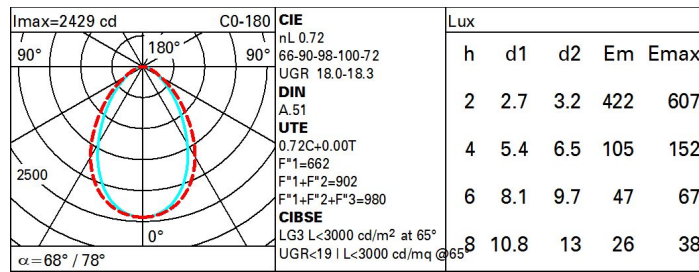 Imax=2429 cd C0-180
90° 180° 90°
2500
0°
α=68° / 78°
CIE
nL 0.72
66-90-98-100-72
UGR 18.0-18.3
DIN
A.51
UTE
0.72C+0.00T
F"1=662
F"1+F"2=902
F"1+F"2+F"3=980
CIBSE
LG3 L<3000 cd/m² at 65°
UGR<19 | L<3000 cd/mq @65°
Lux
h d1 d2 Em Emax
2 2.7 3.2 422 607
4 5.4 6.5 105 152
6 8.1 9.7 47 67
8 10.8 13 26 38